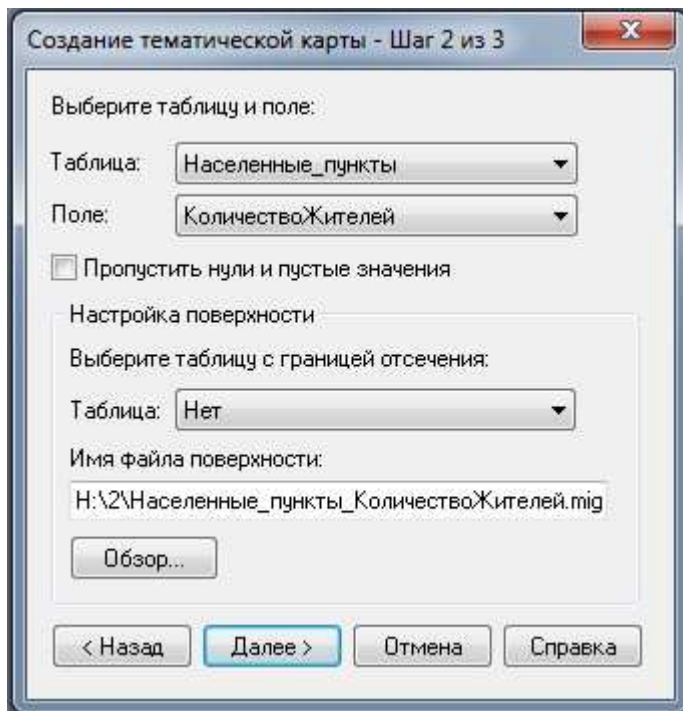 Создание тематической карты - Шаг 2 из 3
Выберите таблицу и поле:
Таблица: Населенные_пункты
Поле: КоличествоЖителей
Пропустить нули и пустые значения
Настройка поверхности
Выберите таблицу с границей отсечения:
Таблица: Нет
Имя файла поверхности:
H:\2\Населенные_пункты_КоличествоЖителей.mig
Обзор...
< Назад Далее > Отмена Справка